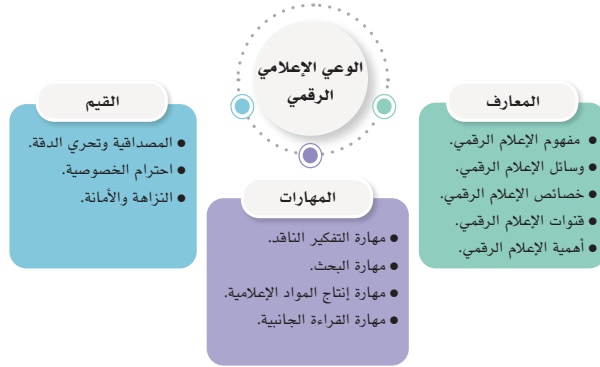 الوعي الإعلامي
الرقمي
المعارف
● مفهوم الإعلام الرقمي.
● وسائل الإعلام الرقمي.
● خصائص الإعلام الرقمي.
● قنوات الإعلام الرقمي.
● أهمية الإعلام الرقمي.
المهارات
● مهارة التفكير الناقد.
● مهارة البحث.
● مهارة إنتاج المواد الإعلامية.
● مهارة القراءة الجانبية.
القيم
● المصداقية وتحري الدقة.
● احترام الخصوصية.
● النزاهة والأمانة.